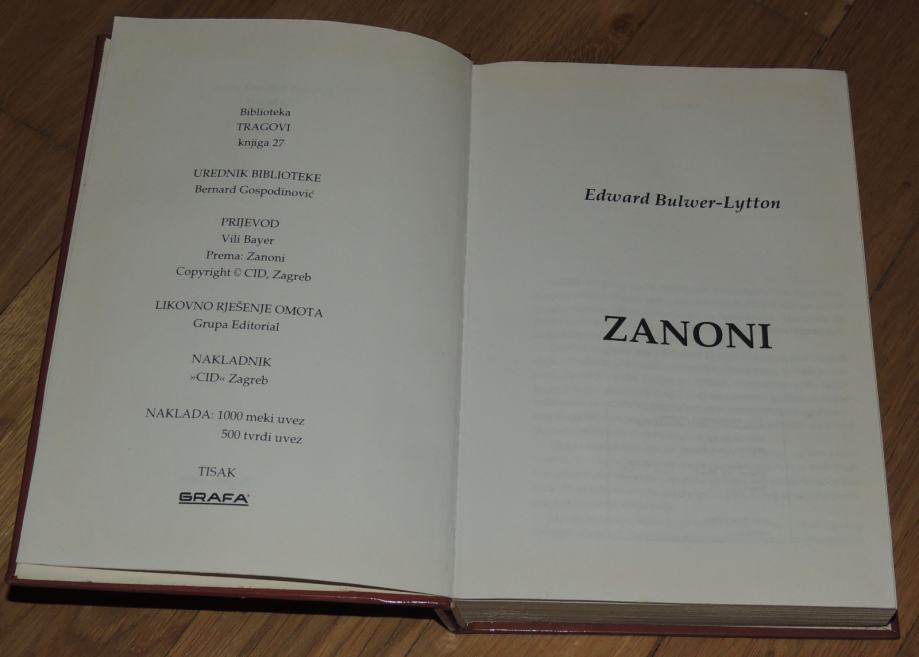 Biblioteka
TRAGOVI
knjiga 27
UREDNIK BIBLIOTEKE
Bernard Gospodinović
PRIJEVOD
Vili Bayer
Prema: Zanoni
Copyright © CID, Zagreb
LIKOVNO RJEŠENJE OMOTA
Grupa Editorial
NAKLADNIK
»CID« Zagreb
NAKLADA: 1000 meki uvez
500 tvrdi uvez
TISAK
GRAFA
Edward Bulwer-Lytton
ZANONI